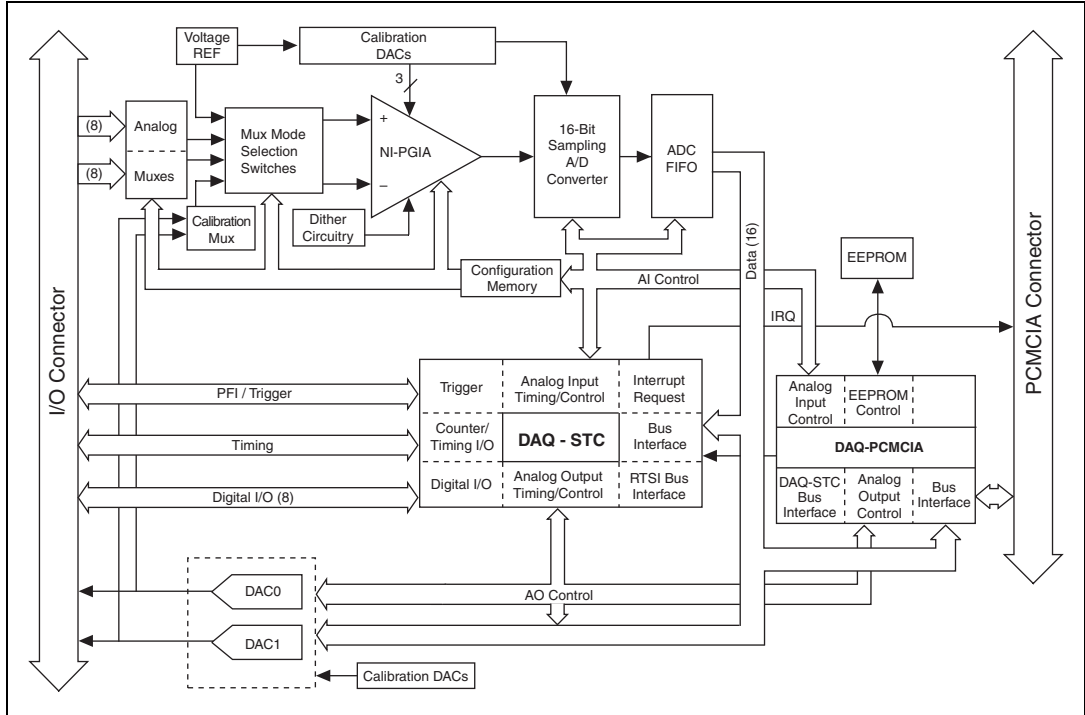 Voltage
REF
Calibration
DACs
3
(8)
(8)
Analog
Muxes
Mux Mode
Selection
Switches
+
NI-PGIA
–
16-Bit
Sampling
A/D
Converter
ADC
FIFO
Calibration
Mux
Dither
Circuitry
Configuration
Memory
AI Control
Data (16)
EEPROM
IRQ
I/O Connector
PCMCIA Connector
PFI / Trigger
Timing
Digital I/O (8)
Trigger
Analog Input
Timing/Control
Interrupt
Request
Counter/
Timing I/O
DAQ - STC
Bus
Interface
Digital I/O
Analog Output
Timing/Control
RTSI Bus
Interface
Analog
Input
Control
EEPROM
Control
DAQ-PCMCIA
DAQ-STC
Bus
Interface
Analog
Output
Control
Bus
Interface
DAC0
AO Control
DAC1
Calibration DACs